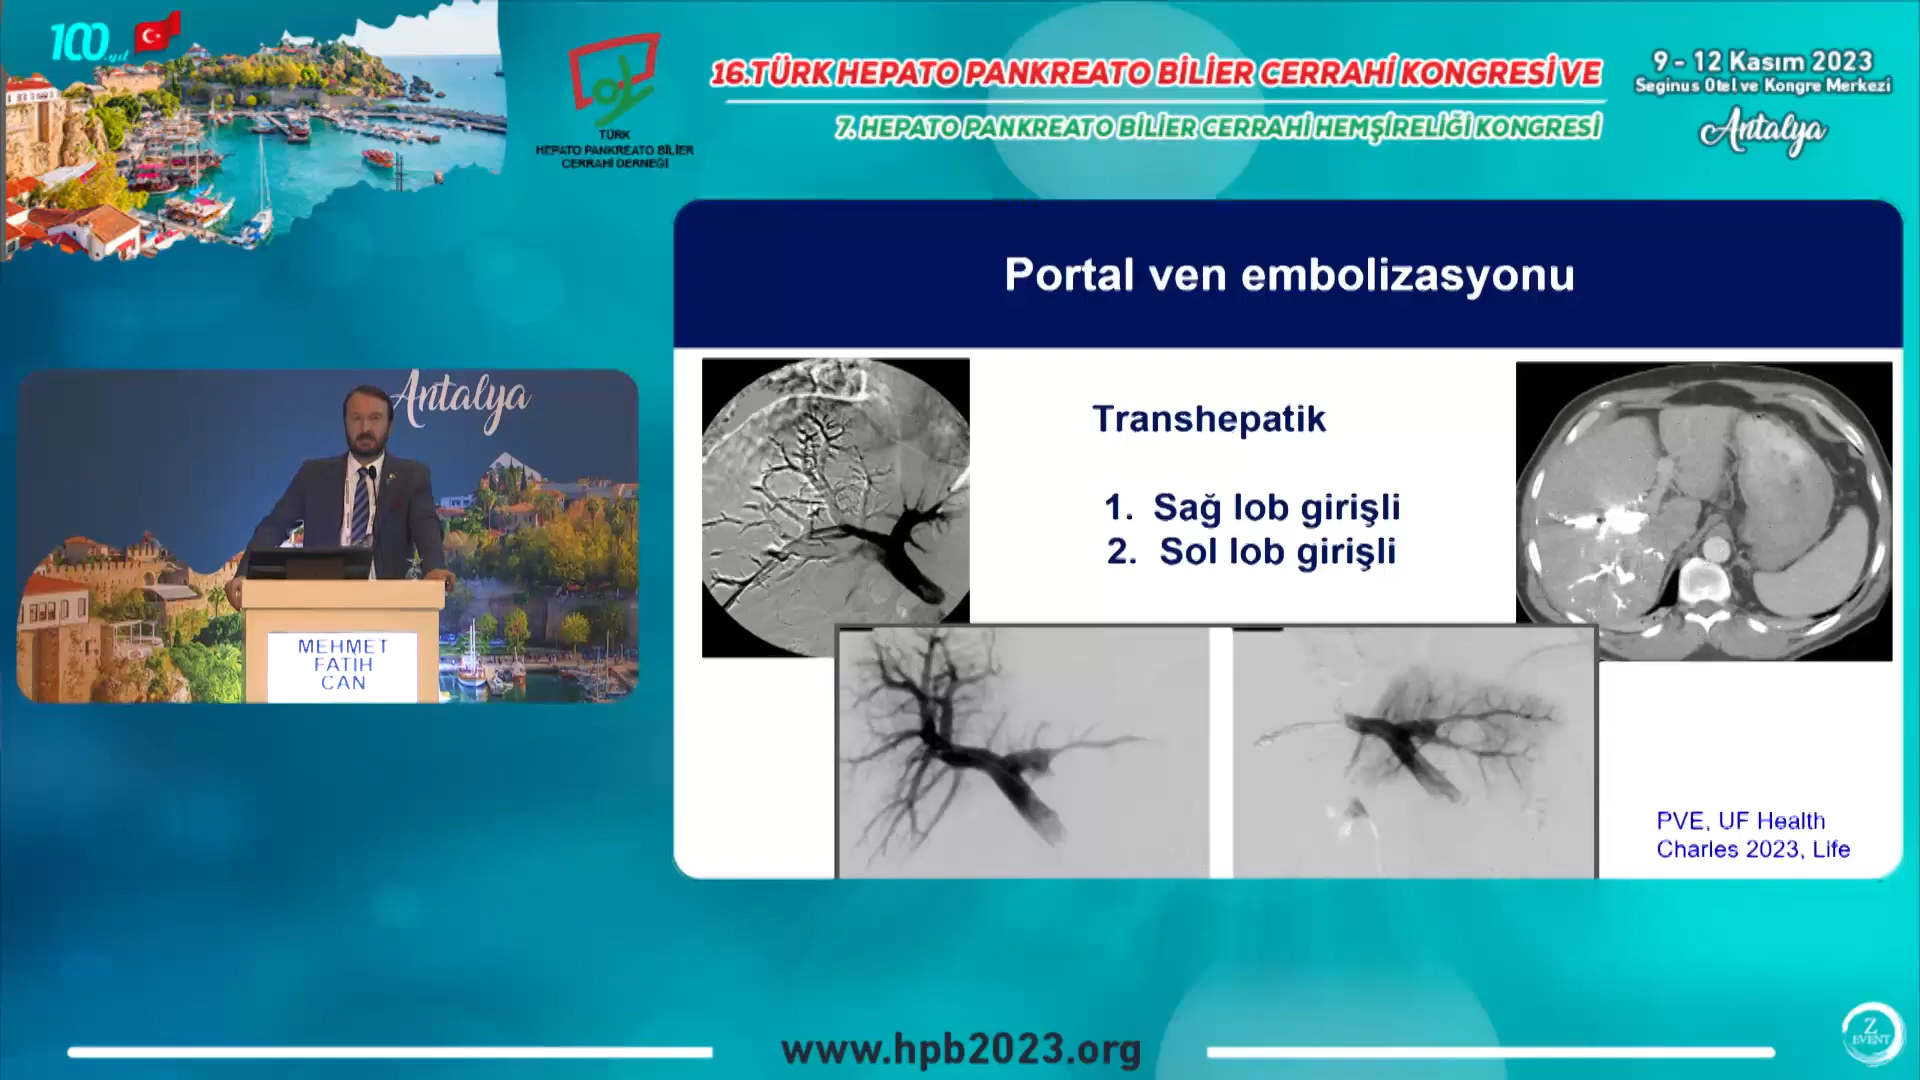 100.yıl
TÜRK
HEPATO PANKREATO BİLİER
CERRAHİ DERNEĞİ
16.TÜRK HEPATO PANKREATO BİLİER CERRAHİ KONGRESİ VE
7. HEPATO PANKREATO BİLİER CERRAHİ HEMŞİRELİĞİ KONGRESİ
9 - 12 Kasım 2023
Seginus Otel ve Kongre Merkezi
Antalya
Antalya
MEHMET
FATIH
CAN
Portal ven embolizasyonu
Transhepatik
1. Sağ lob girişli
2. Sol lob girişli
PVE, UF Health
Charles 2023, Life
www.hpb2023.org
Z
EVENT